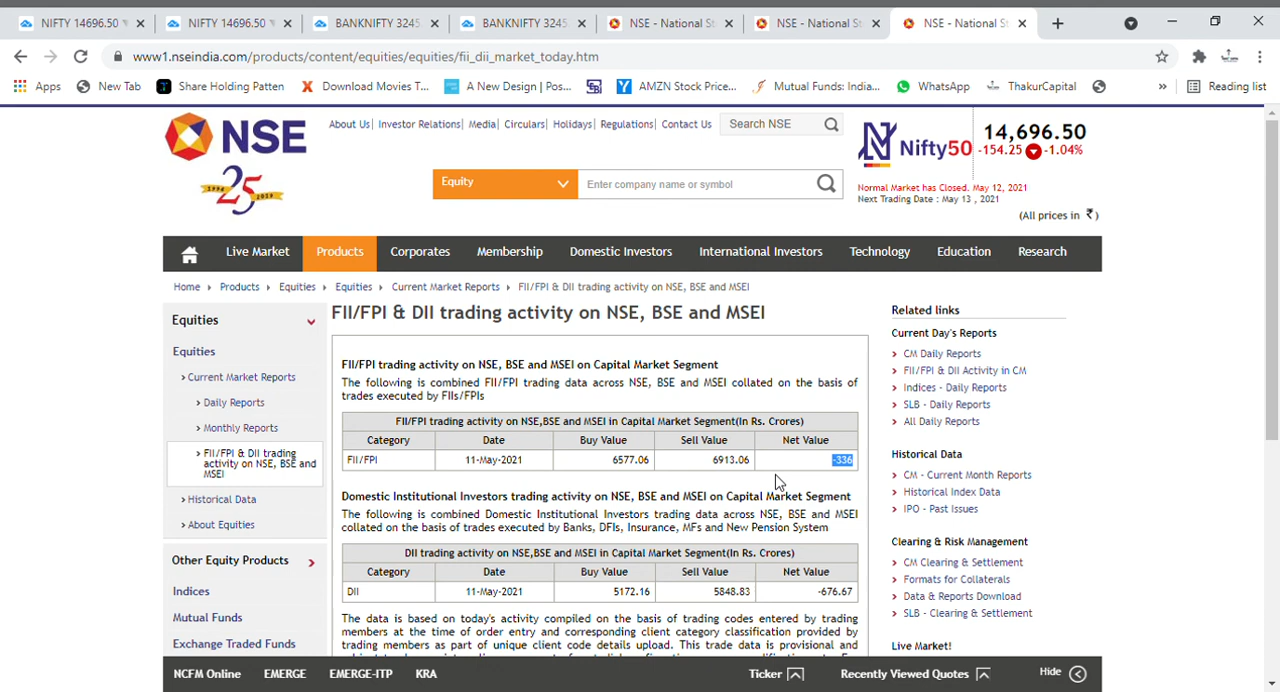 NIFTY 14696.50
NIFTY 14696.50
BANKNIFTY 3245
BANKNIFTY 3245
NSE - National St
NSE - National St
NSE - National St
www1.nseindia.com/products/content/equities/equities/fii_dii_market_today.htm
Apps
New Tab
Share Holding Patten
Download Movies T...
A New Design | Pos...
AMZN Stock Price...
Mutual Funds: India...
WhatsApp
ThakurCapital
»
Reading list
NSE
25
About Us| Investor Relations| Media| Circulars| Holidays| Regulations| Contact Us
Search NSE
Equity
Enter company name or symbol
Nifty50
14,696.50
-154.25 -1.04%
Normal Market has Closed. May 12, 2021
Next Trading Date : May 13 , 2021
(All prices in ₹)
Live Market
Products
Corporates
Membership
Domestic Investors
International Investors
Technology
Education
Research
Home
Products
Equities
Equities
Current Market Reports
FII/FPI & DII trading activity on NSE, BSE and MSEI
Equities
Equities
Current Market Reports
Daily Reports
Monthly Reports
FII/FPI & DII trading
activity on NSE, BSE and
MSEI
Historical Data
About Equities
Other Equity Products
Indices
Mutual Funds
Exchange Traded Funds
FII/FPI & DII trading activity on NSE, BSE and MSEI
FII/FPI trading activity on NSE, BSE and MSEI on Capital Market Segment
The following is combined FII/FPI trading data across NSE, BSE and MSEI collated on the basis of
trades executed by FIIs/FPIs
FII/FPI trading activity on NSE,BSE and MSEI in Capital Market Segment(In Rs. Crores)
Category Date Buy Value Sell Value Net Value
FII/FPI 11-May-2021 6577.06 6913.06 -336
Domestic Institutional Investors trading activity on NSE, BSE and MSEI on Capital Market Segment
The following is combined Domestic Institutional Investors trading data across NSE, BSE and MSEI
collated on the basis of trades executed by Banks, DFIs, Insurance, MFs and New Pension System
DII trading activity on NSE,BSE and MSEI in Capital Market Segment(In Rs. Crores)
Category Date Buy Value Sell Value Net Value
DII 11-May-2021 5172.16 5848.83 -676.67
The data is based on today's activity compiled on the basis of trading codes entered by trading
members at the time of order entry and corresponding client category classification provided by
trading members as part of unique client code details upload. This trade data is provisional and
Related links
Current Day's Reports
CM Daily Reports
FII/FPI & DII Activity in CM
Indices - Daily Reports
SLB - Daily Reports
All Daily Reports
Historical Data
CM - Current Month Reports
Historical Index Data
IPO - Past Issues
Clearing & Risk Management
CM Clearing & Settlement
Formats for Collaterals
Data & Reports Download
SLB - Clearing & Settlement
Live Market!
NCFM Online
EMERGE
EMERGE-ITP
KRA
Ticker
Recently Viewed Quotes
Hide